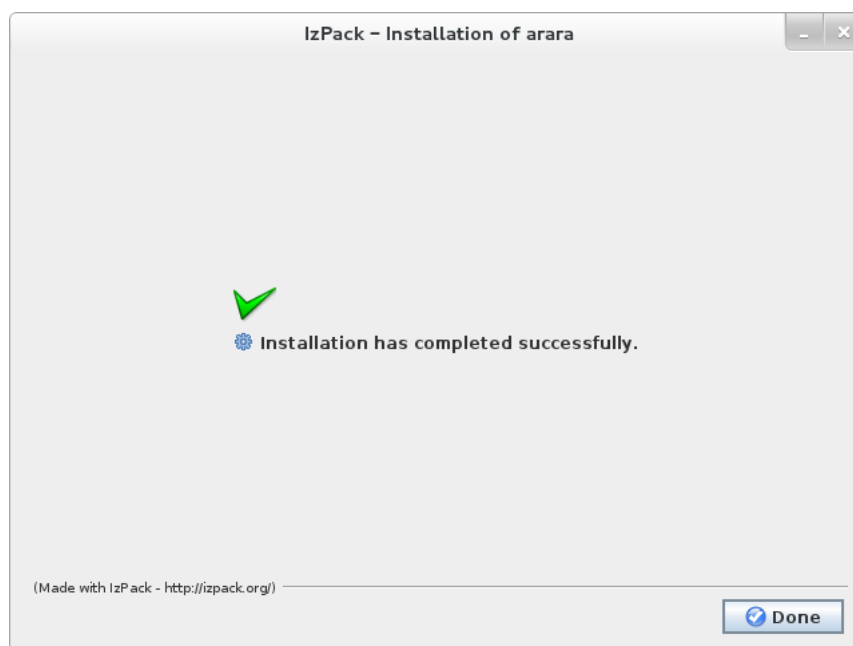 IzPack – Installation of arara
Installation has completed successfully.
(Made with IzPack - http://izpack.org/)
Done